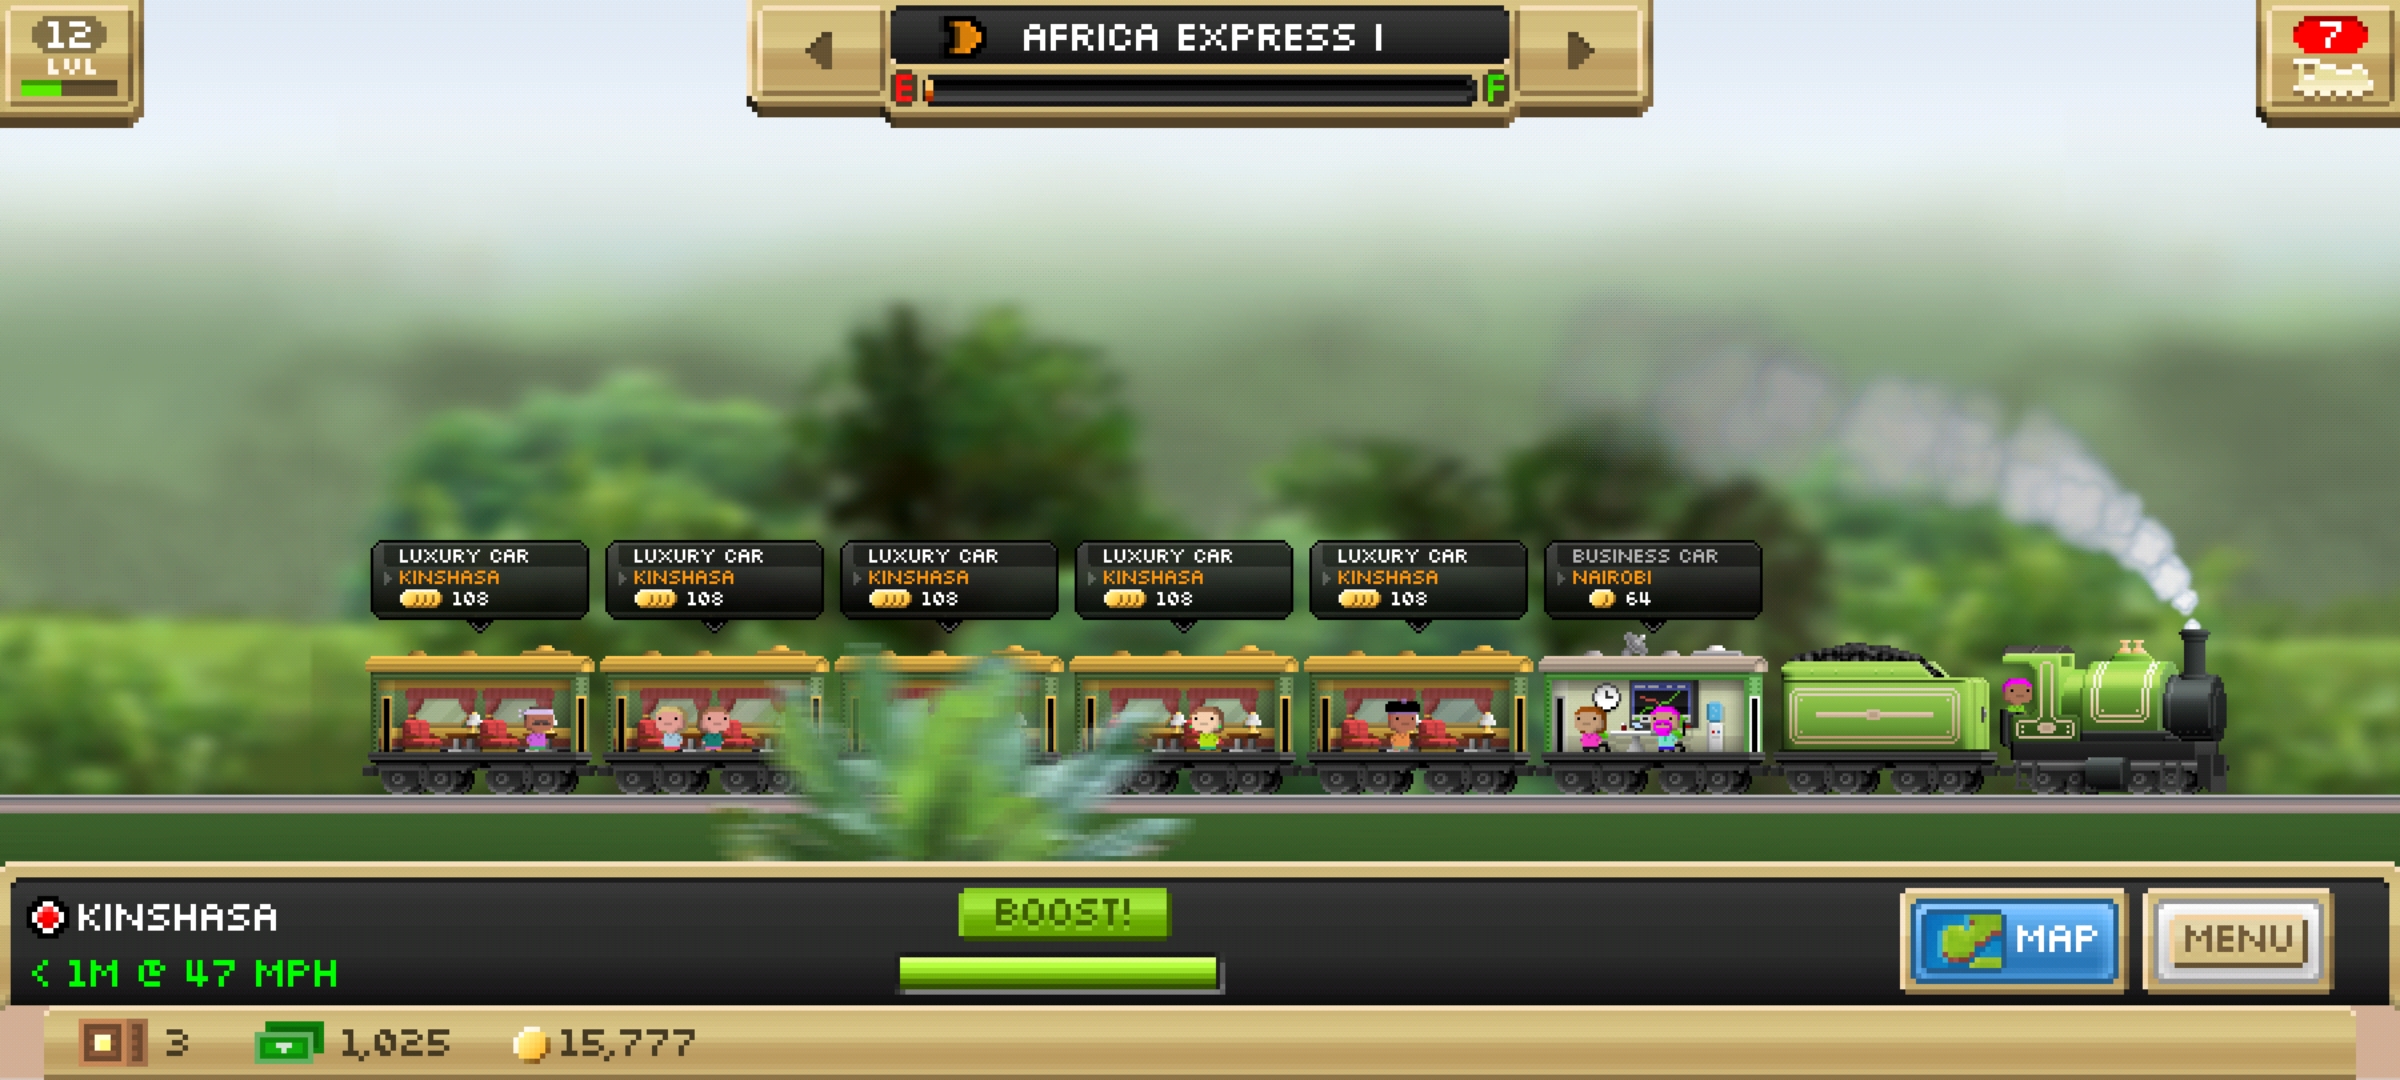 12
LVL
AFRICA EXPRESS I
E
F
7
LUXURY CAR
KINSHASA
108
LUXURY CAR
KINSHASA
108
LUXURY CAR
KINSHASA
108
LUXURY CAR
KINSHASA
108
LUXURY CAR
KINSHASA
108
BUSINESS CAR
NAIROBI
64
KINSHASA
< 1M @ 47 MPH
BOOST!
MAP
MENU
3
1,025
15,777